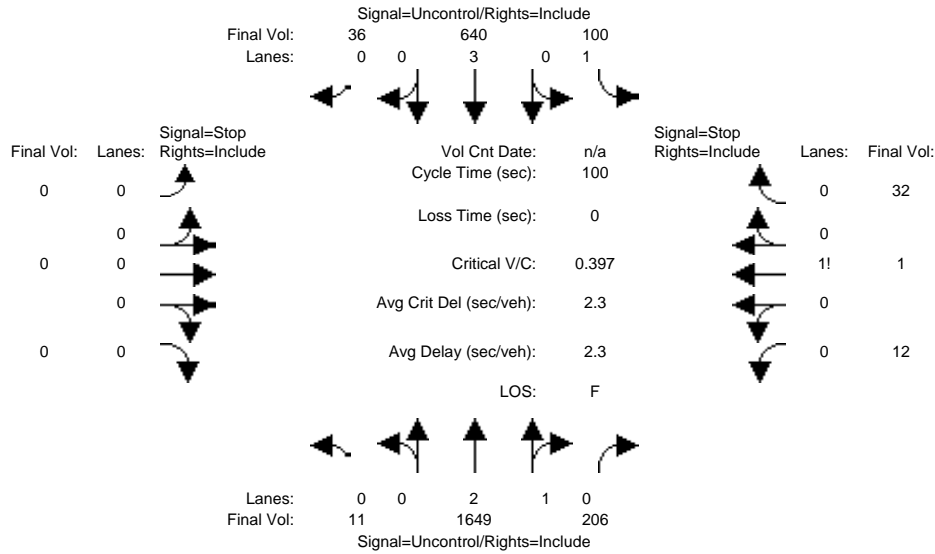 Signal=Uncontrol/Rights=Include
Final Vol: 36 640 100
Lanes: 0 0 3 0 1
Signal=Stop
Final Vol: Lanes: Rights=Include
Vol Cnt Date: n/a
Signal=Stop
Rights=Include Lanes: Final Vol:
Cycle Time (sec): 100
0 0
0 32
Loss Time (sec): 0
0
0
0 0
Critical V/C: 0.397
1! 1
0
Avg Crit Del (sec/veh): 2.3
0
0 0
Avg Delay (sec/veh): 2.3
0 12
LOS: F
Lanes: 0 0 2 1 0
Final Vol: 11 1649 206
Signal=Uncontrol/Rights=Include